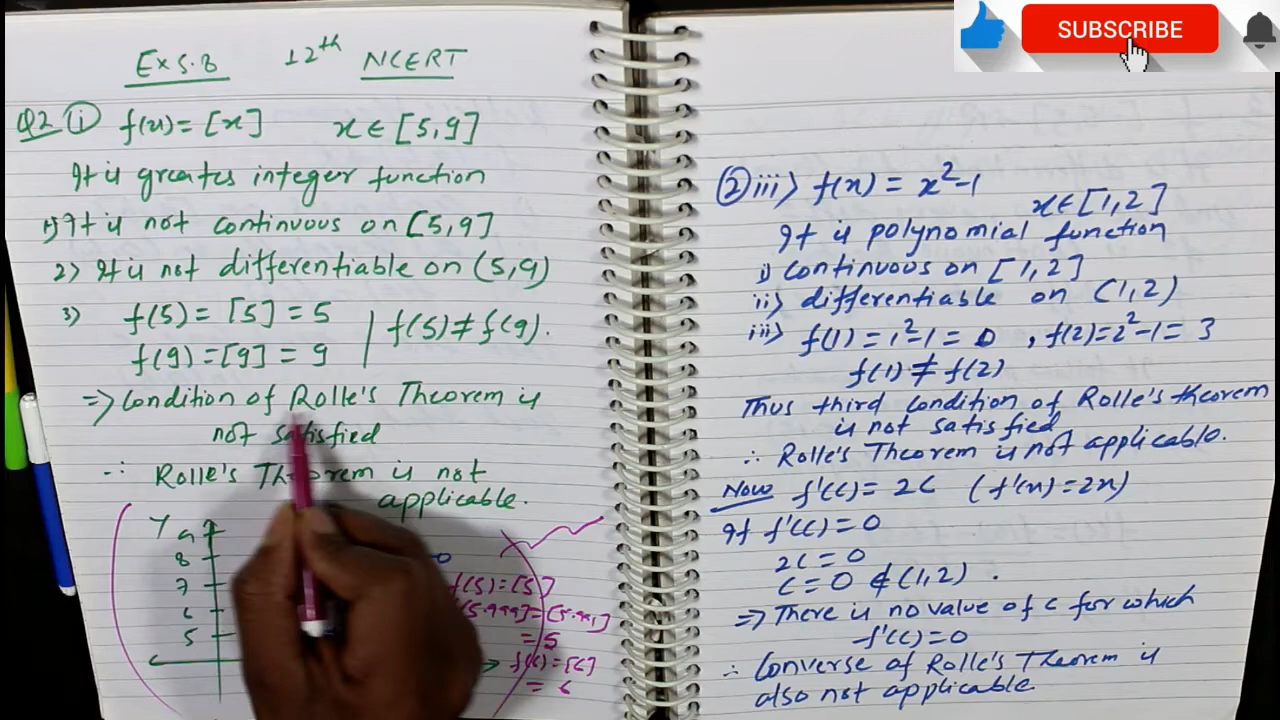 Ex 5.8 12th NCERT
Q2 (i) f(x) = [x] x ∈ [5,9]
It is greates integer function
1) It is not continuous on [5,9]
2) It is not differentiable on (5,9)
3) f(5) = [5] = 5
f(9) = [9] = 9
f(5) ≠ f(9).
=> Condition of Rolle's Theorem is
not satisfied
∴ Rolle's Theorem is not
applicable.
Y
9
8
7
6
5
f(5) = [5]
= 5
= 6
SUBSCRIBE
(2) iii> f(x) = x²-1
x ∈ [1,2]
It is polynomial function
i) continuous on [1,2]
ii> differentiable on (1,2)
iii> f(1) = 1²-1 = 0 , f(2) = 2²-1 = 3
f(1) ≠ f(2)
Thus third condition of Rolle's theorem
is not satisfied
∴ Rolle's Theorem is not applicable.
Now f'(c) = 2c (f'(x) = 2x)
If f'(c) = 0
2c = 0
c = 0 ∉ (1,2) .
=> There is no value of c for which
f'(c) = 0
∴ Converse of Rolle's Theorem is
also not applicable.